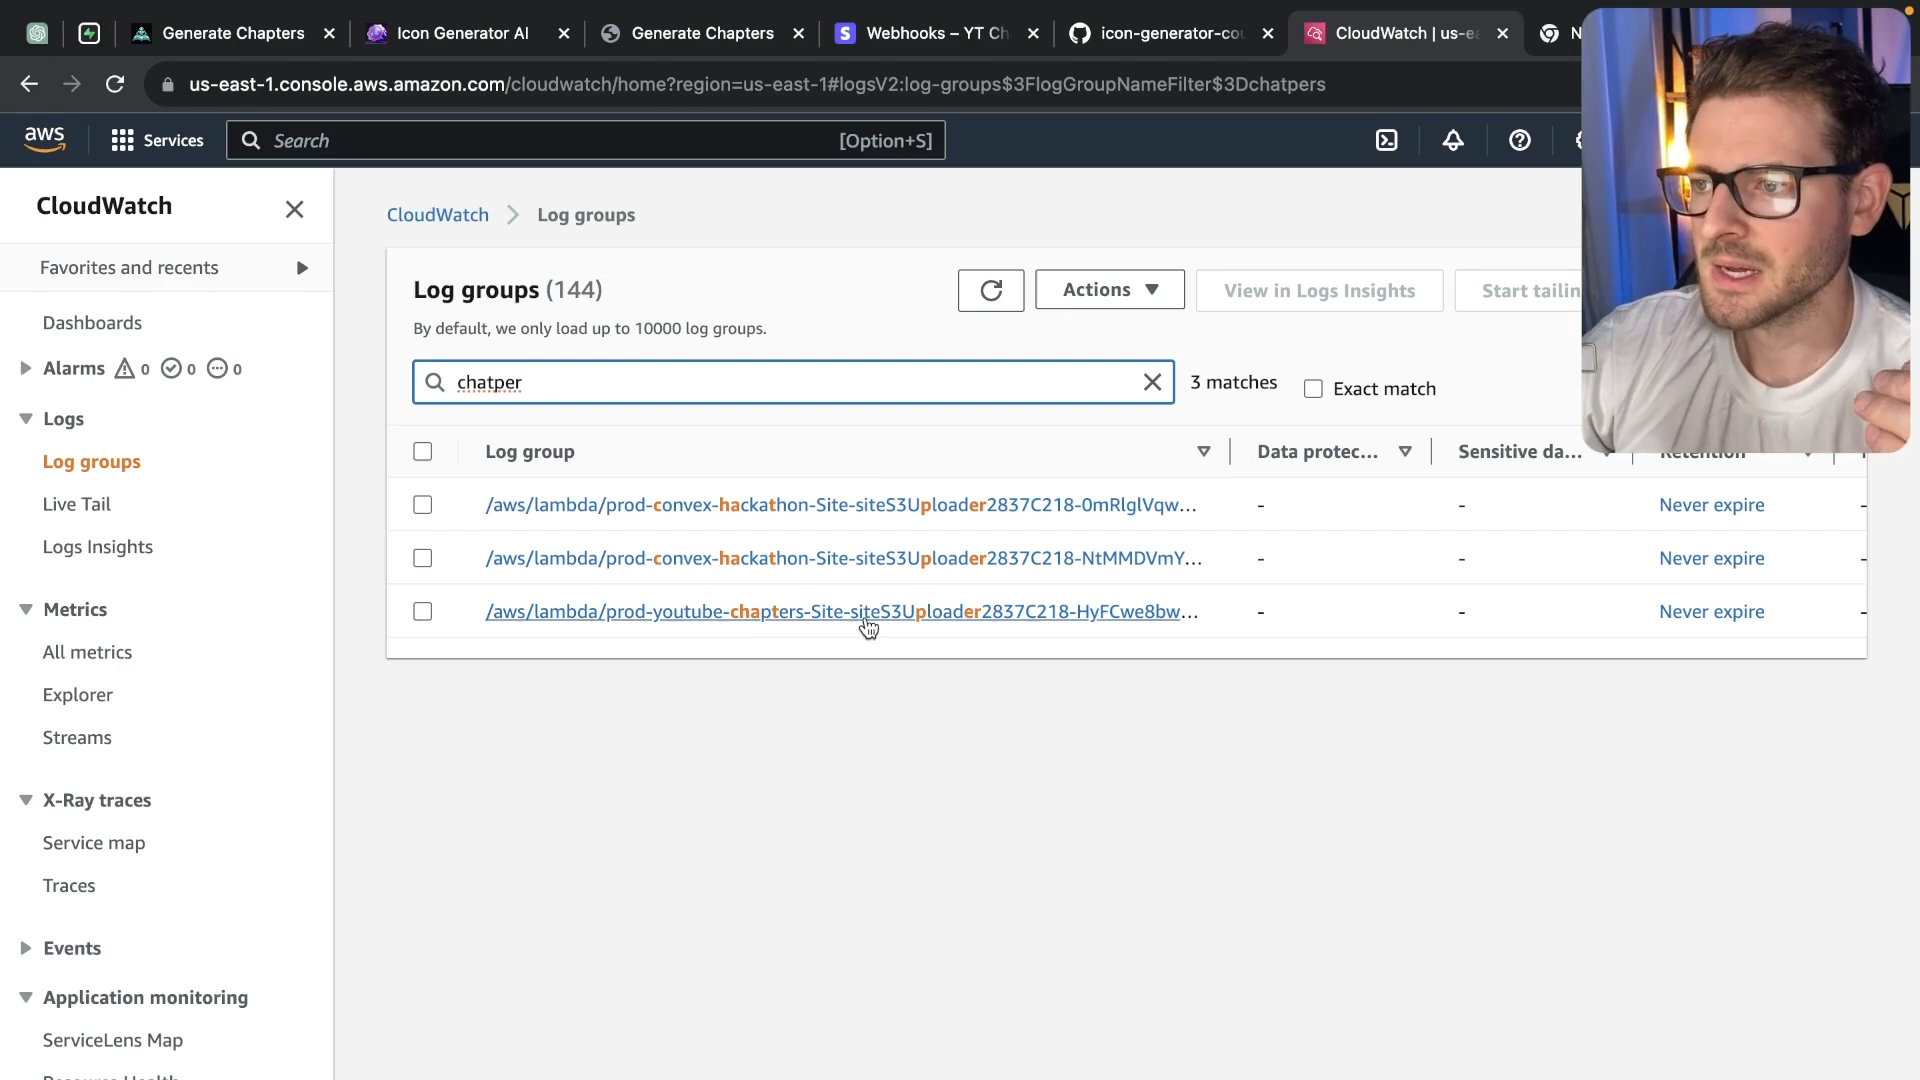 Generate Chapters
Icon Generator AI
Generate Chapters
Webhooks – YT Ch
icon-generator-cou
CloudWatch | us-ea
N
us-east-1.console.aws.amazon.com/cloudwatch/home?region=us-east-1#logsV2:log-groups$3FlogGroupNameFilter$3Dchatpers
aws
Services
Search
[Option+S]
CloudWatch
Favorites and recents
Dashboards
Alarms 0 0 0
Logs
Log groups
Live Tail
Logs Insights
Metrics
All metrics
Explorer
Streams
X-Ray traces
Service map
Traces
Events
Application monitoring
ServiceLens Map
Resource Health
CloudWatch
Log groups
Log groups (144)
By default, we only load up to 10000 log groups.
Actions
View in Logs Insights
Start tailin
chatper
3 matches
Exact match
Log group
Data protec...
Sensitive da...
Retention
/aws/lambda/prod-convex-hackathon-Site-siteS3Uploader2837C218-0mRlglVqw...
-
-
Never expire
-
/aws/lambda/prod-convex-hackathon-Site-siteS3Uploader2837C218-NtMMDVmY...
-
-
Never expire
-
/aws/lambda/prod-youtube-chapters-Site-siteS3Uploader2837C218-HyFCwe8bw...
-
-
Never expire
-